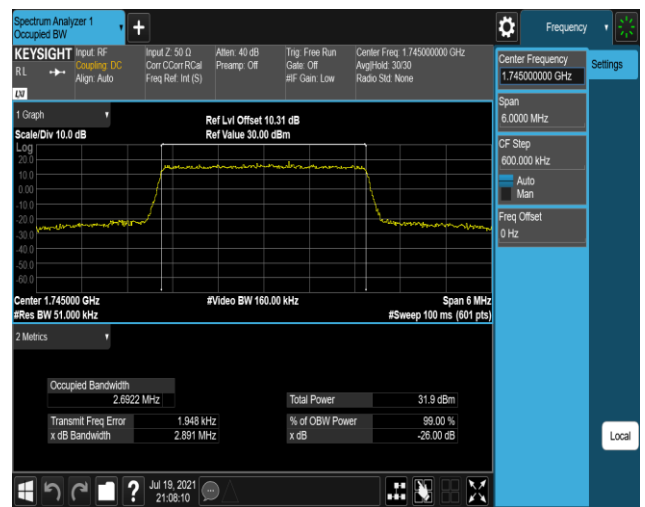 Spectrum Analyzer 1
Occupied BW
+
Frequency
KEYSIGHT
RL
LXI
Input: RF
Coupling: DC
Align: Auto
Input Z: 50 Ω
Corr CCorr RCal
Freq Ref: Int (S)
Atten: 40 dB
Preamp: Off
Trig: Free Run
Gate: Off
#IF Gain: Low
Center Freq: 1.745000000 GHz
Avg|Hold: 30/30
Radio Std: None
Center Frequency
1.745000000 GHz
Settings
Span
6.0000 MHz
CF Step
600.000 kHz
Auto
Man
Freq Offset
0 Hz
1 Graph
Scale/Div 10.0 dB
Ref Lvl Offset 10.31 dB
Ref Value 30.00 dBm
Log
20.0
10.0
0.00
-10.0
-20.0
-30.0
-40.0
-50.0
-60.0
Center 1.745000 GHz
#Res BW 51.000 kHz
#Video BW 160.00 kHz
Span 6 MHz
#Sweep 100 ms (601 pts)
2 Metrics
Occupied Bandwidth
2.6922 MHz
Total Power 31.9 dBm
Transmit Freq Error 1.948 kHz
% of OBW Power 99.00 %
x dB Bandwidth 2.891 MHz
x dB -26.00 dB
Local
?
Jul 19, 2021
21:08:10